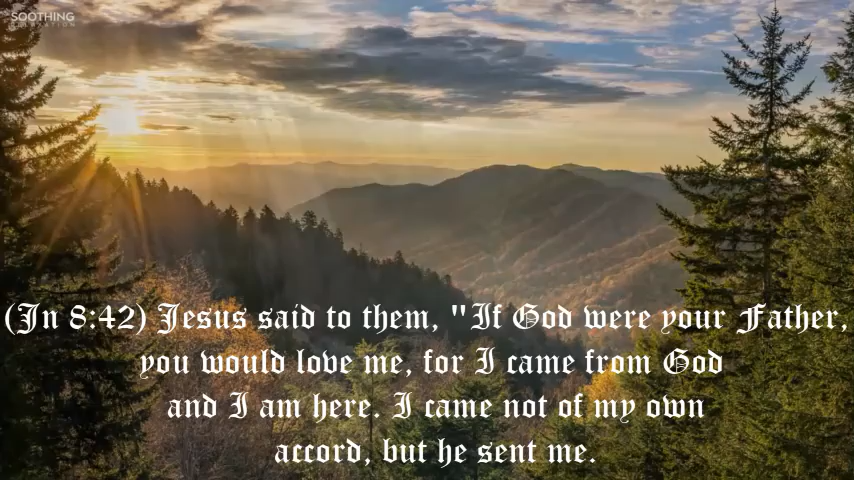 SOOTHING
RELAXATION
(Jn 8:42) Jesus said to them, "If God were your Father,
you would love me, for I came from God
and I am here. I came not of my own
accord, but he sent me.